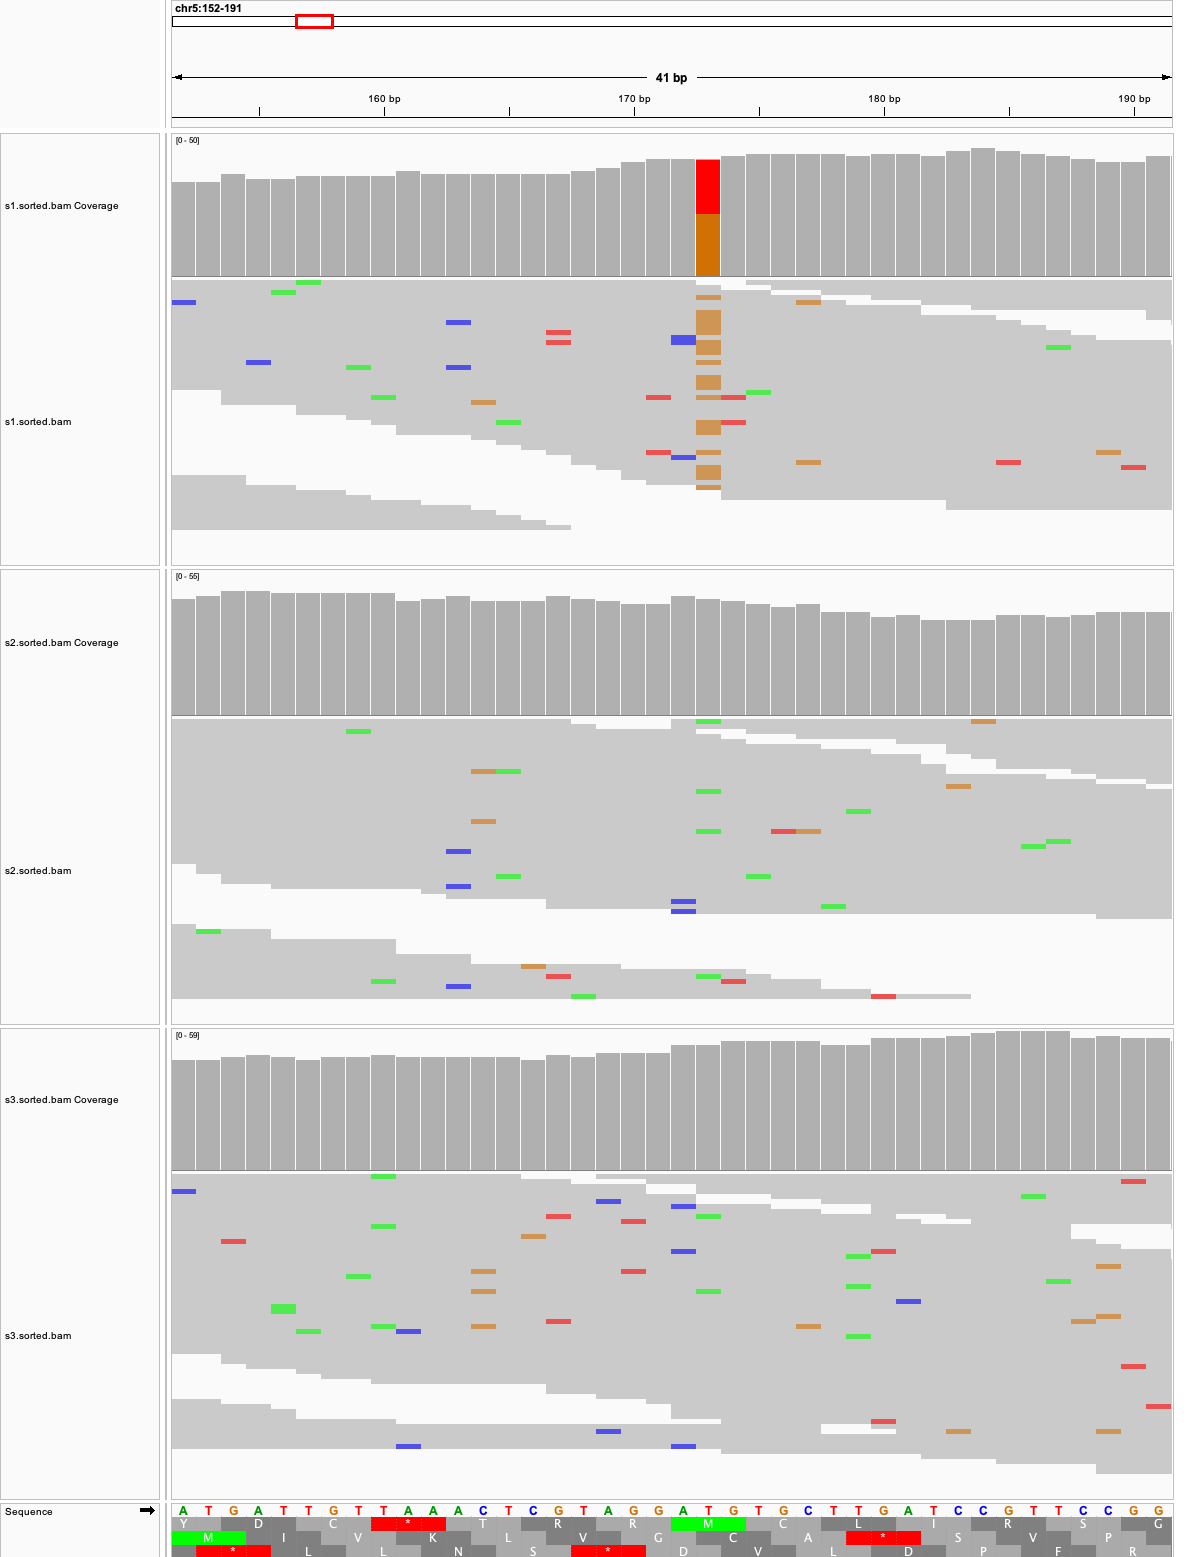 chr5:152-191
41 bp
160 bp 170 bp 180 bp 190 bp
[0 - 50]
s1.sorted.bam Coverage
s1.sorted.bam
[0 - 55]
s2.sorted.bam Coverage
s2.sorted.bam
[0 - 59]
s3.sorted.bam Coverage
s3.sorted.bam
Sequence A T G A T T G T T A A A C T C G T A G G A T G T G C T T G A T C C G T T C C G G
Y D C * T R R M C L I R S G
M I V K L V G C A * S V P
* L L N S * D V L D P F R